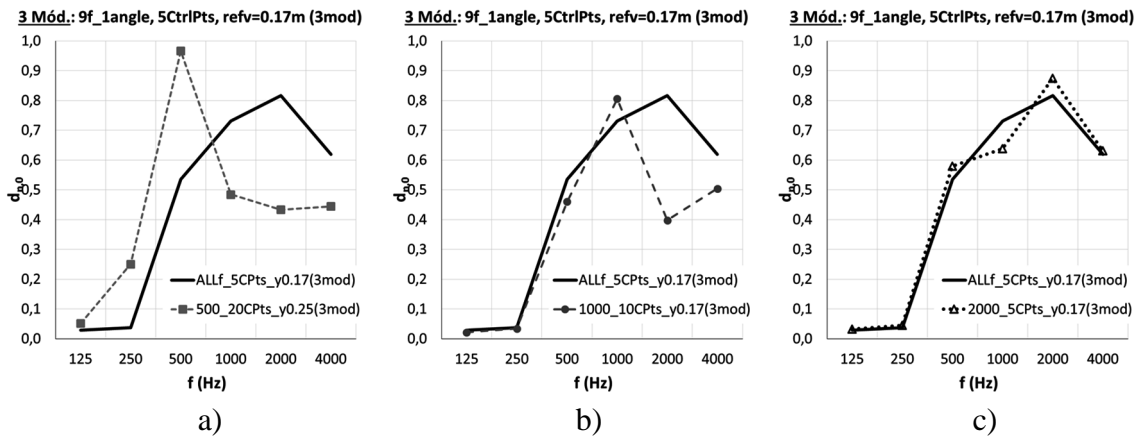 3 Mód.: 9f_1angle, 5CtrlPts, refv=0.17m (3mod)
1,0
0,9
0,8
0,7
0,6
0,5
0,4
0,3
0,2
0,1
0,0
dn,0
ALLf_5CPts_y0.17(3mod)
500_20CPts_y0.25(3mod)
125 250 500 1000 2000 4000
f (Hz)
a)
3 Mód.: 9f_1angle, 5CtrlPts, refv=0.17m (3mod)
1,0
0,9
0,8
0,7
0,6
0,5
0,4
0,3
0,2
0,1
0,0
dn,0
ALLf_5CPts_y0.17(3mod)
1000_10CPts_y0.17(3mod)
125 250 500 1000 2000 4000
f (Hz)
b)
3 Mód.: 9f_1angle, 5CtrlPts, refv=0.17m (3mod)
1,0
0,9
0,8
0,7
0,6
0,5
0,4
0,3
0,2
0,1
0,0
dn,0
ALLf_5CPts_y0.17(3mod)
2000_5CPts_y0.17(3mod)
125 250 500 1000 2000 4000
f (Hz)
c)